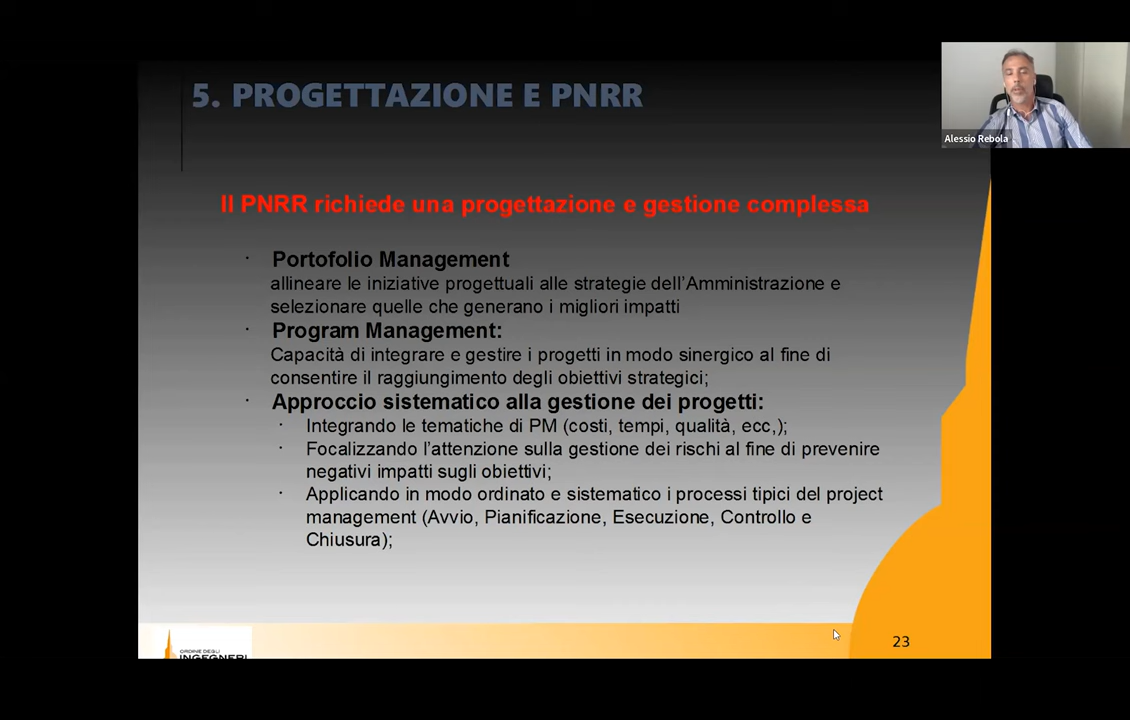 5. PROGETTAZIONE E PNRR
Alessio Rebola
Il PNRR richiede una progettazione e gestione complessa
· Portofolio Management
allineare le iniziative progettuali alle strategie dell’Amministrazione e
selezionare quelle che generano i migliori impatti
· Program Management:
Capacità di integrare e gestire i progetti in modo sinergico al fine di
consentire il raggiungimento degli obiettivi strategici;
· Approccio sistematico alla gestione dei progetti:
· Integrando le tematiche di PM (costi, tempi, qualità, ecc,);
· Focalizzando l’attenzione sulla gestione dei rischi al fine di prevenire
negativi impatti sugli obiettivi;
· Applicando in modo ordinato e sistematico i processi tipici del project
management (Avvio, Pianificazione, Esecuzione, Controllo e
Chiusura);
ORDINE DEGLI
INGEGNERI
23